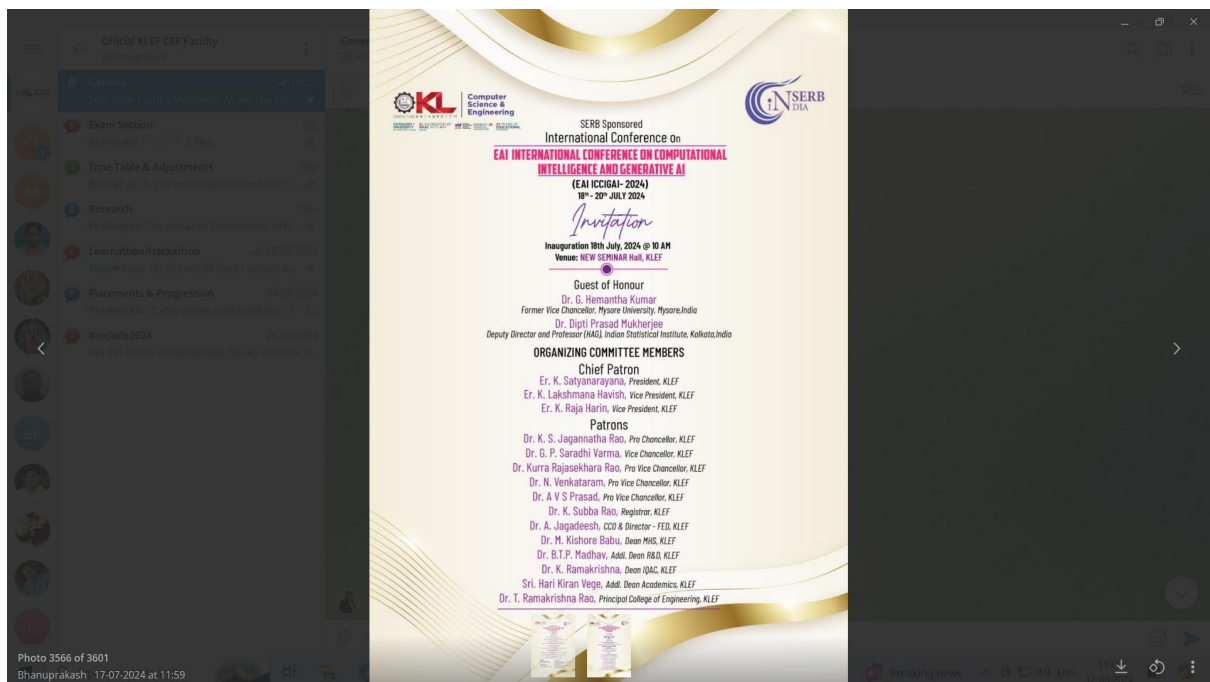 Official KLEF CSE Faculty
General
Exam Section
Time Table & Adjustments
Research
Learnathon/Hackathon
Placements & Progression
#include2024
KL
Computer
Science &
Engineering
iNSERB
DIA
SERB Sponsored
International Conference On
EAI INTERNATIONAL CONFERENCE ON COMPUTATIONAL
INTELLIGENCE AND GENERATIVE AI
(EAI ICCIGAI- 2024)
18th - 20th JULY 2024
Invitation
Inauguration 18th July, 2024 @ 10 AM
Venue: NEW SEMINAR Hall, KLEF
Guest of Honour
Dr. G. Hemantha Kumar
Former Vice Chancellor, Mysore University, Mysore,India
Dr. Dipti Prasad Mukherjee
Deputy Director and Professor (HAG), Indian Statistical Institute, Kolkata,India
ORGANIZING COMMITTEE MEMBERS
Chief Patron
Er. K. Satyanarayana, President, KLEF
Er. K. Lakshmana Havish, Vice President, KLEF
Er. K. Raja Harin, Vice President, KLEF
Patrons
Dr. K. S. Jagannatha Rao, Pro Chancellor, KLEF
Dr. G. P. Saradhi Varma, Vice Chancellor, KLEF
Dr. Kurra Rajasekhara Rao, Pro Vice Chancellor, KLEF
Dr. N. Venkataram, Pro Vice Chancellor, KLEF
Dr. A V S Prasad, Pro Vice Chancellor, KLEF
Dr. K. Subba Rao, Registrar, KLEF
Dr. A. Jagadeesh, CCO & Director - FED, KLEF
Dr. M. Kishore Babu, Dean MHS, KLEF
Dr. B.T.P. Madhav, Addl. Dean R&D, KLEF
Dr. K. Ramakrishna, Dean IQAC, KLEF
Sri. Hari Kiran Vege, Addl. Dean Academics, KLEF
Dr. T. Ramakrishna Rao, Principal College of Engineering, KLEF
Photo 3566 of 3601
Bhanuprakash 17-07-2024 at 11:59
Breaking news
ENG